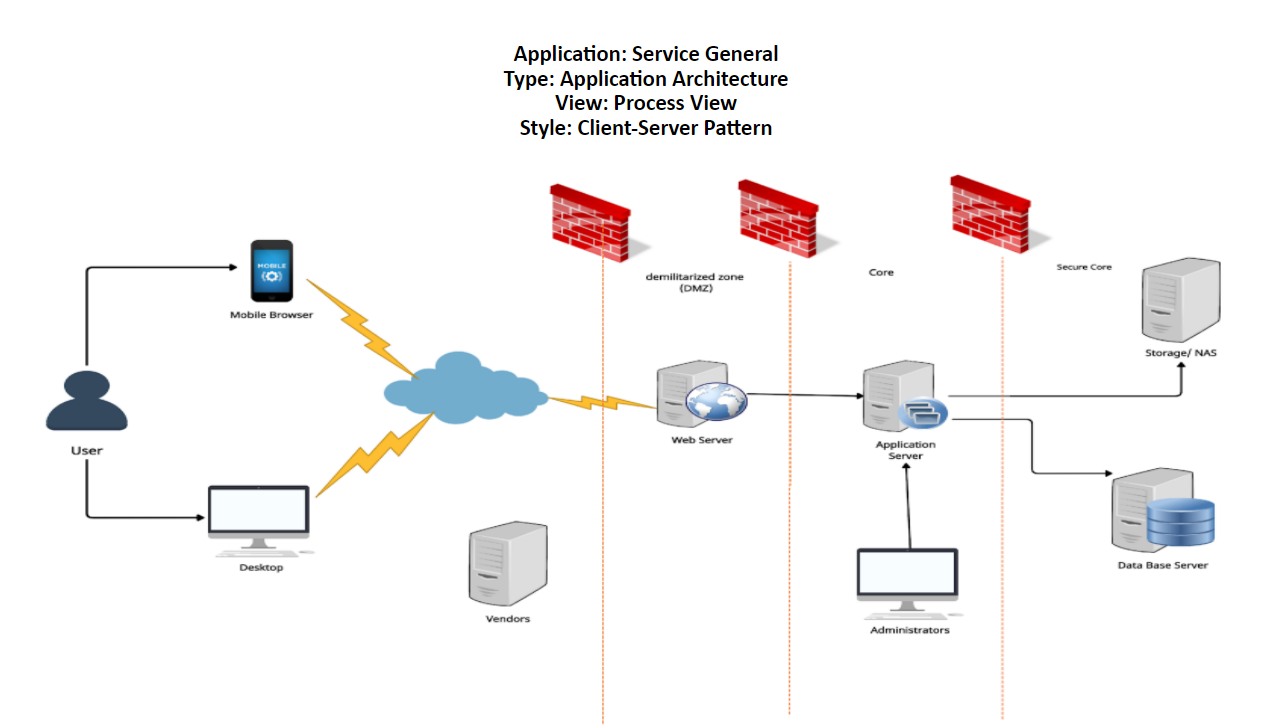 Application: Service General
Type: Application Architecture
View: Process View
Style: Client-Server Pattern
demilitarized zone
(DMZ)
Core
Secure Core
MOBILE
Mobile Browser
Storage/ NAS
User
Web Server
Application
Server
Desktop
Data Base Server
Vendors
Administrators